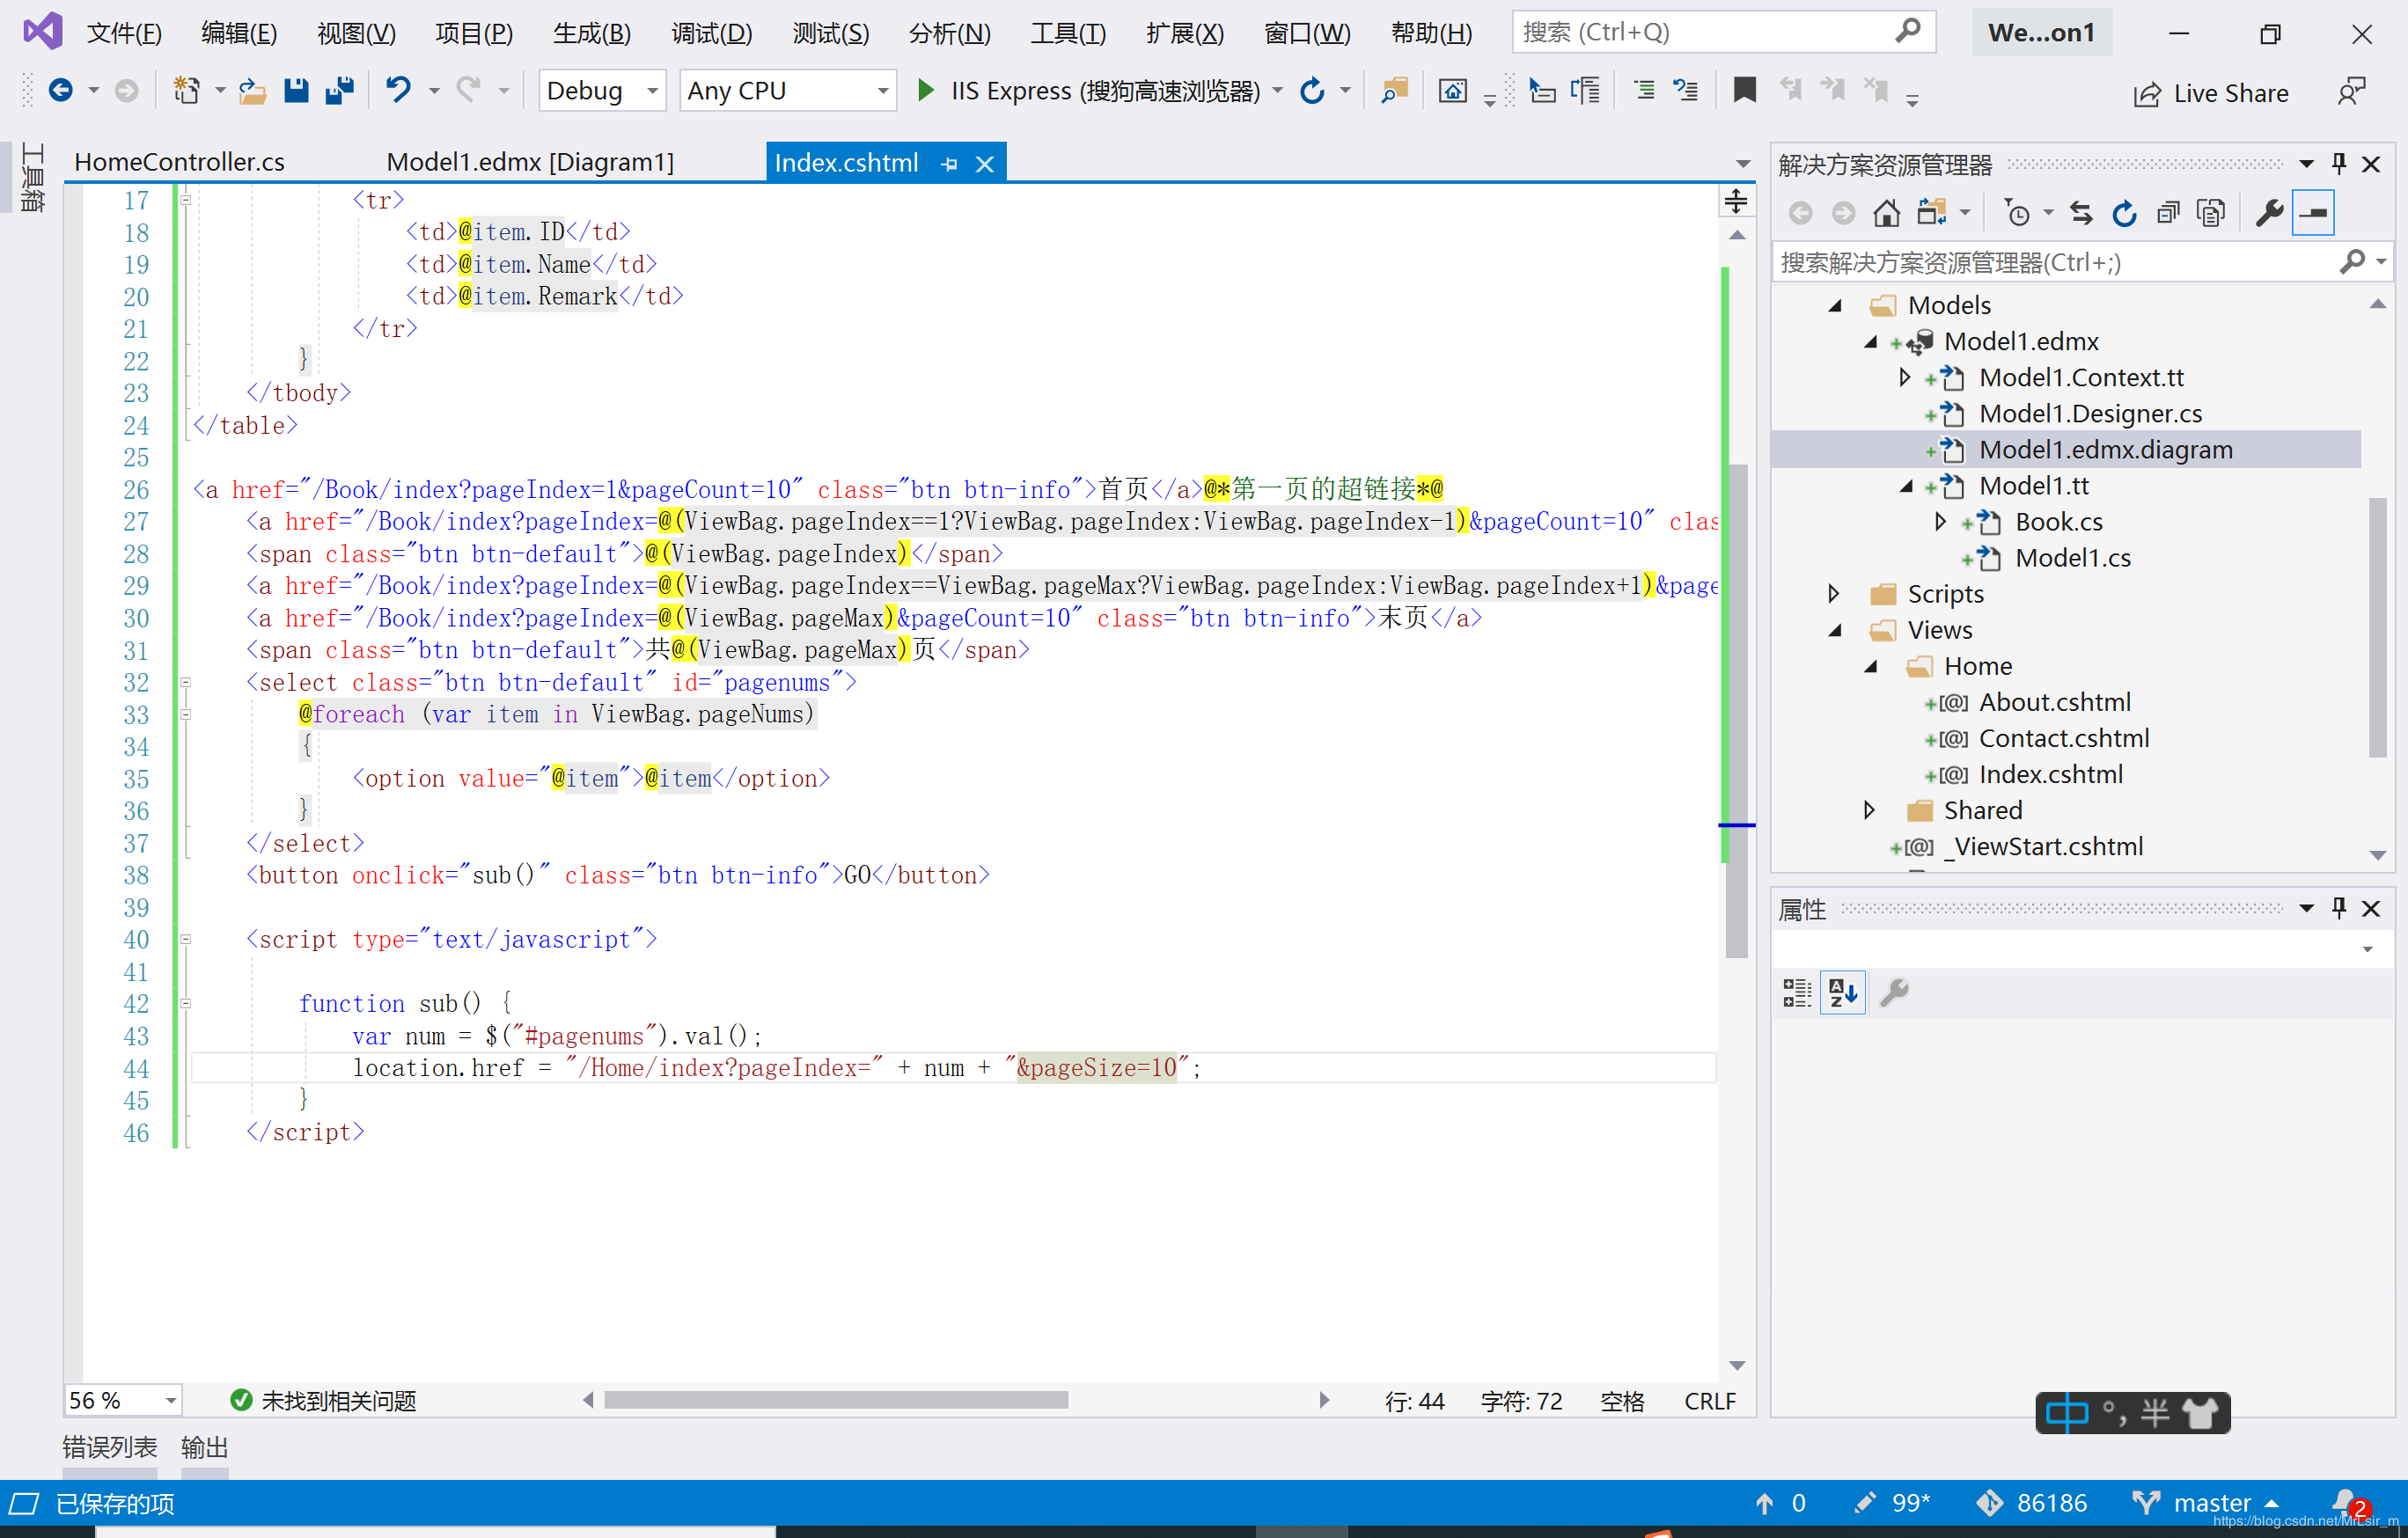 文件(F) 编辑(E) 视图(V) 项目(P) 生成(B) 调试(D) 测试(S) 分析(N) 工具(T) 扩展(X) 窗口(W) 帮助(H) 搜索 (Ctrl+Q) We...on1
Debug Any CPU IIS Express (搜狗高速浏览器) Live Share
工具箱
HomeController.cs Model1.edmx [Diagram1] Index.cshtml
17 <tr>
18 <td>@item.ID</td>
19 <td>@item.Name</td>
20 <td>@item.Remark</td>
21 </tr>
22 }
23 </tbody>
24 </table>
25
26 <a href="/Book/index?pageIndex=1&pageCount=10" class="btn btn-info">首页</a>@*第一页的超链接*@
27 <a href="/Book/index?pageIndex=@(ViewBag.pageIndex==1?ViewBag.pageIndex:ViewBag.pageIndex-1)&pageCount=10" clas
28 <span class="btn btn-default">@(ViewBag.pageIndex)</span>
29 <a href="/Book/index?pageIndex=@(ViewBag.pageIndex==ViewBag.pageMax?ViewBag.pageIndex:ViewBag.pageIndex+1)&page
30 <a href="/Book/index?pageIndex=@(ViewBag.pageMax)&pageCount=10" class="btn btn-info">末页</a>
31 <span class="btn btn-default">共@(ViewBag.pageMax)页</span>
32 <select class="btn btn-default" id="pagenums">
33 @foreach (var item in ViewBag.pageNums)
34 {
35 <option value="@item">@item</option>
36 }
37 </select>
38 <button onclick="sub()" class="btn btn-info">GO</button>
39
40 <script type="text/javascript">
41
42 function sub() {
43 var num = $("#pagenums").val();
44 location.href = "/Home/index?pageIndex=" + num + "&pageSize=10";
45 }
46 </script>
56 % 未找到相关问题 行: 44 字符: 72 空格 CRLF
解决方案资源管理器
搜索解决方案资源管理器(Ctrl+;)
Models
Model1.edmx
Model1.Context.tt
Model1.Designer.cs
Model1.edmx.diagram
Model1.tt
Book.cs
Model1.cs
Scripts
Views
Home
About.cshtml
Contact.cshtml
Index.cshtml
Shared
_ViewStart.cshtml
属性
中 °, 半
错误列表 输出
已保存的项 0 99* 86186 master 2
https://blog.csdn.net/MrLsir_m